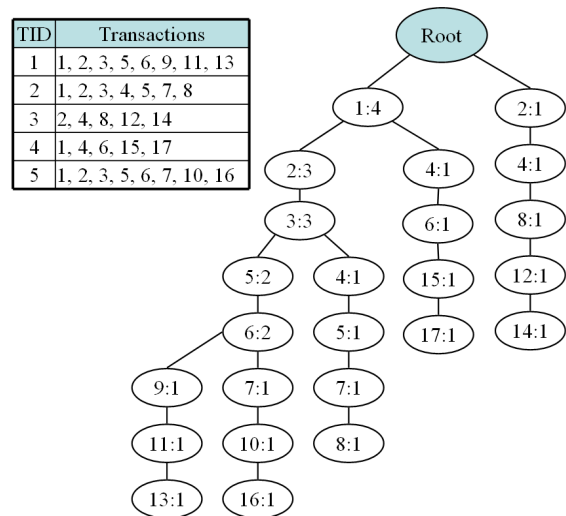 TID Transactions
1 1, 2, 3, 5, 6, 9, 11, 13
2 1, 2, 3, 4, 5, 7, 8
3 2, 4, 8, 12, 14
4 1, 4, 6, 15, 17
5 1, 2, 3, 5, 6, 7, 10, 16
Root
1:4 2:1
2:3 4:1 4:1
3:3 6:1 8:1
5:2 4:1 15:1 12:1
6:2 5:1 17:1 14:1
9:1 7:1 7:1
11:1 10:1 8:1
13:1 16:1